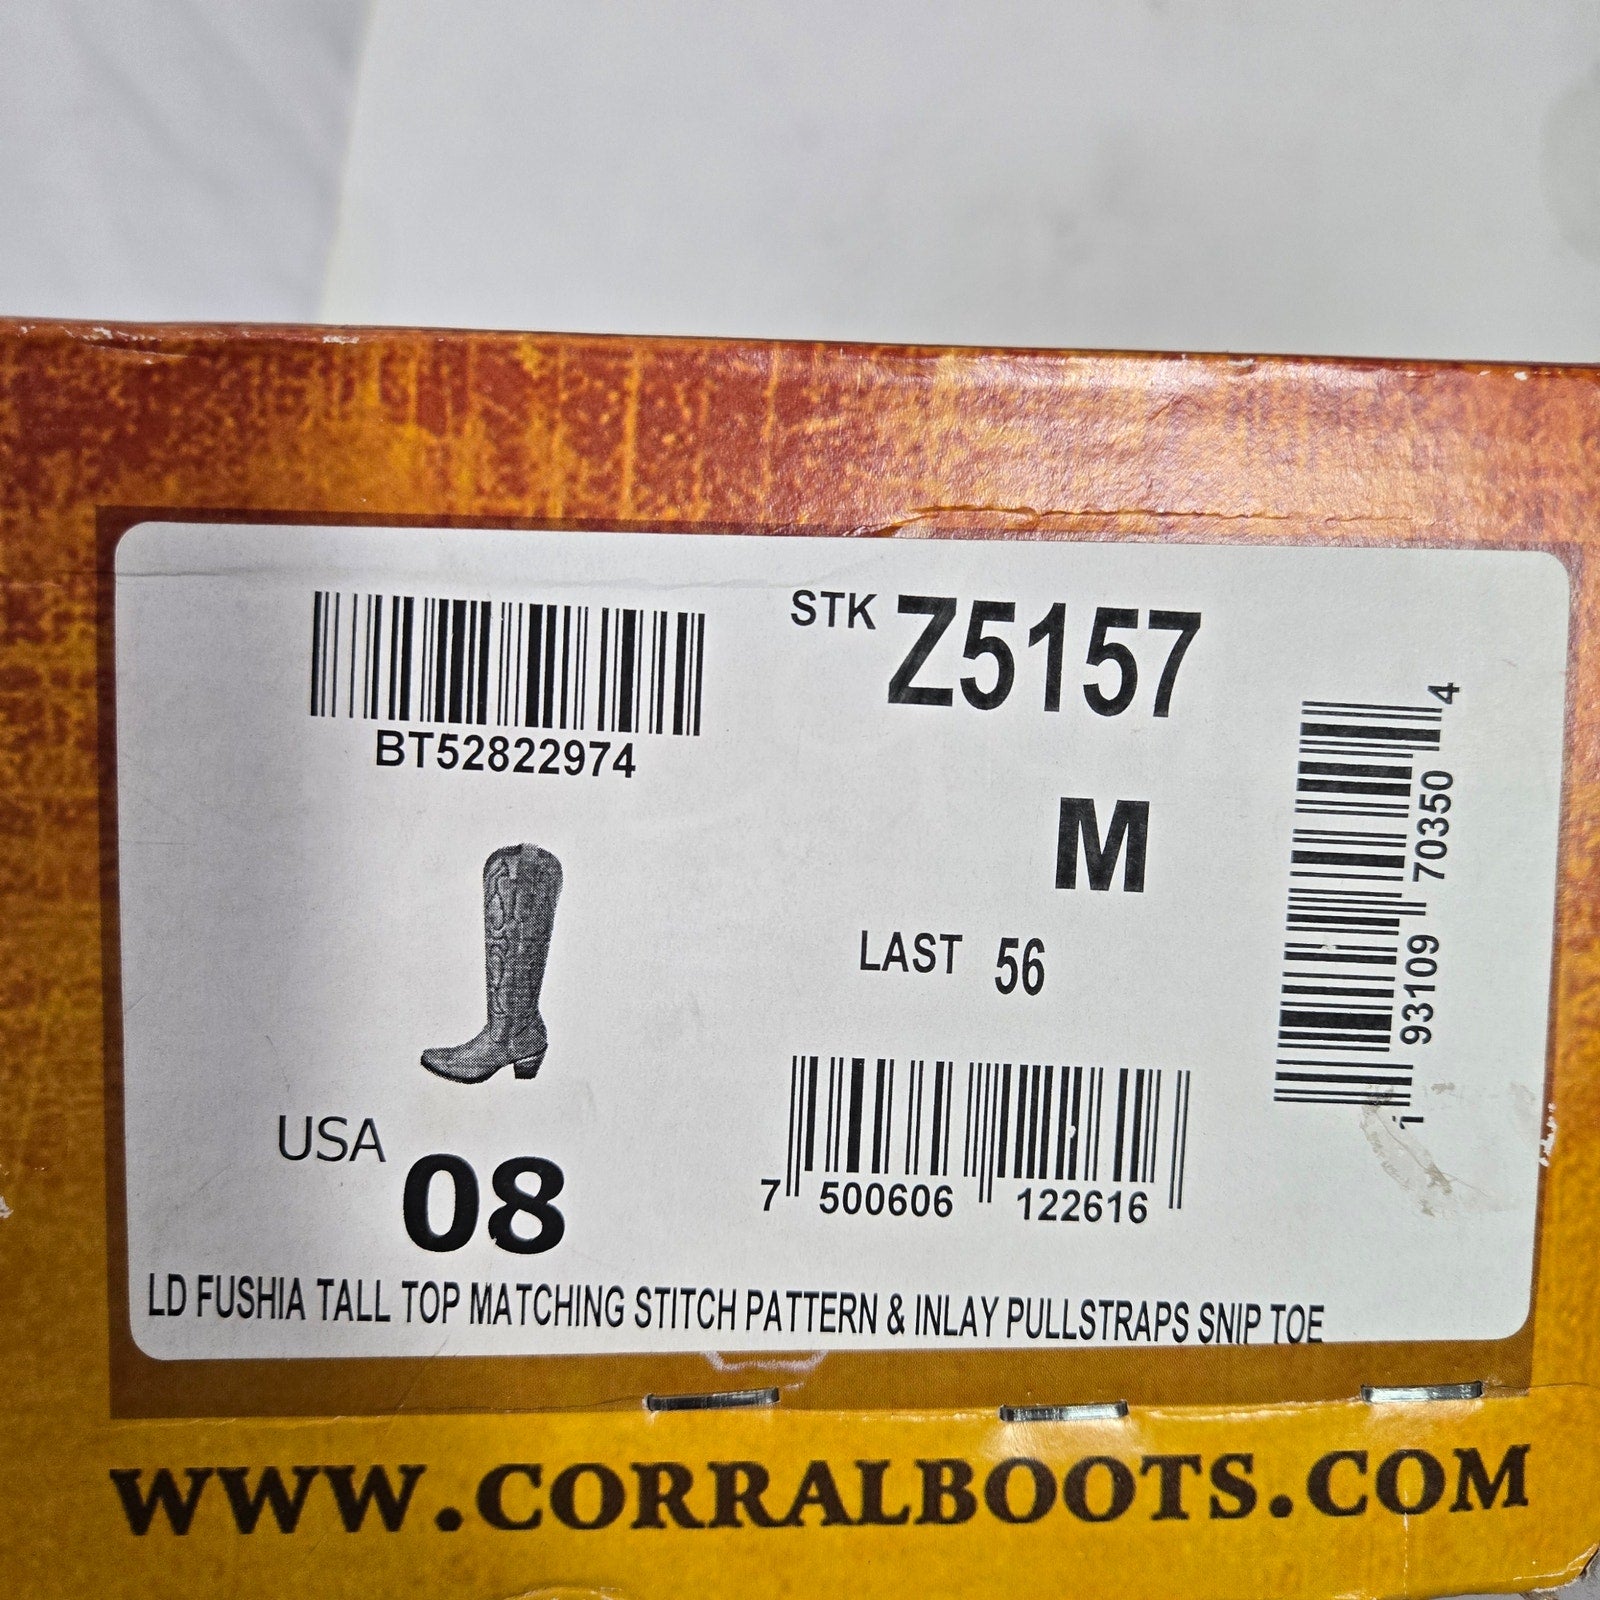 STK Z5157
BT52822974
M
LAST 56
1 93109 70350 4
USA 08
7 500606 122616
LD FUSHIA TALL TOP MATCHING STITCH PATTERN & INLAY PULLSTRAPS SNIP TOE
WWW.CORRALBOOTS.COM